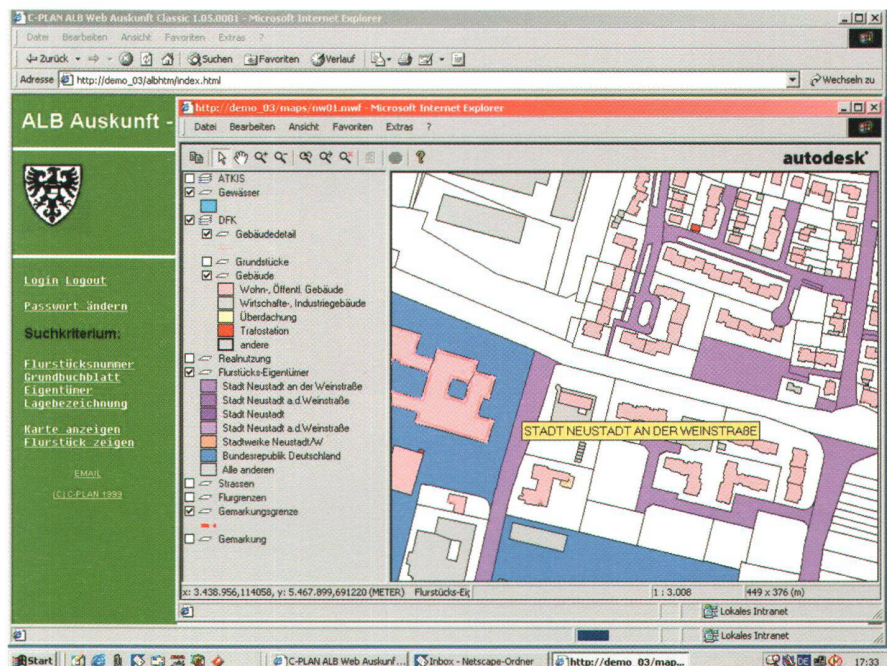 C-PLAN ALB Web Auskunft Classic 1.05.0001 - Microsoft Internet Explorer
Datei Bearbeiten Ansicht Favoriten Extras ?
Zurück Suchen Favoriten Verlauf
Adresse http://demo_03/albhtm/index.html Wechseln zu
ALB Auskunft -
Login Logout
Passwort ändern
Suchkriterium:
Flurstücksnummer
Grundbuchblatt
Eigentümer
Lagebezeichnung
Karte anzeigen
Flurstück zeigen
EMAIL
(C) C-PLAN 1999
http://demo_03/maps/nw01.mwf - Microsoft Internet Explorer
Datei Bearbeiten Ansicht Favoriten Extras ?
autodesk
ATKIS
Gewässer
DFK
Gebäudedetail
Grundstücke
Gebäude
Wohn-, Öffentl. Gebäude
Wirtschafts-, Industriegebäude
Überdachung
Trafostation
andere
Realnutzung
Flurstücks-Eigentümer
Stadt Neustadt an der Weinstraße
Stadt Neustadt a.d.Weinstraße
Stadt Neustadt
Stadt Neustadt a.d.Weinstraße
Stadtwerke Neustadt/W
Bundesrepublik Deutschland
Alle anderen
Strassen
Flurgrenzen
Gemarkungsgrenze
Gemarkung
STADT NEUSTADT AN DER WEINSTRAßE
x: 3.438.956,114058, y: 5.467.899,691220 (METER) Flurstücks-Eig 1 : 3.008 449 x 376 (m)
Lokales Intranet
Lokales Intranet
Start C-PLAN ALB Web Auskunf... Inbox - Netscape-Ordner http://demo_03/map... DE 17:33